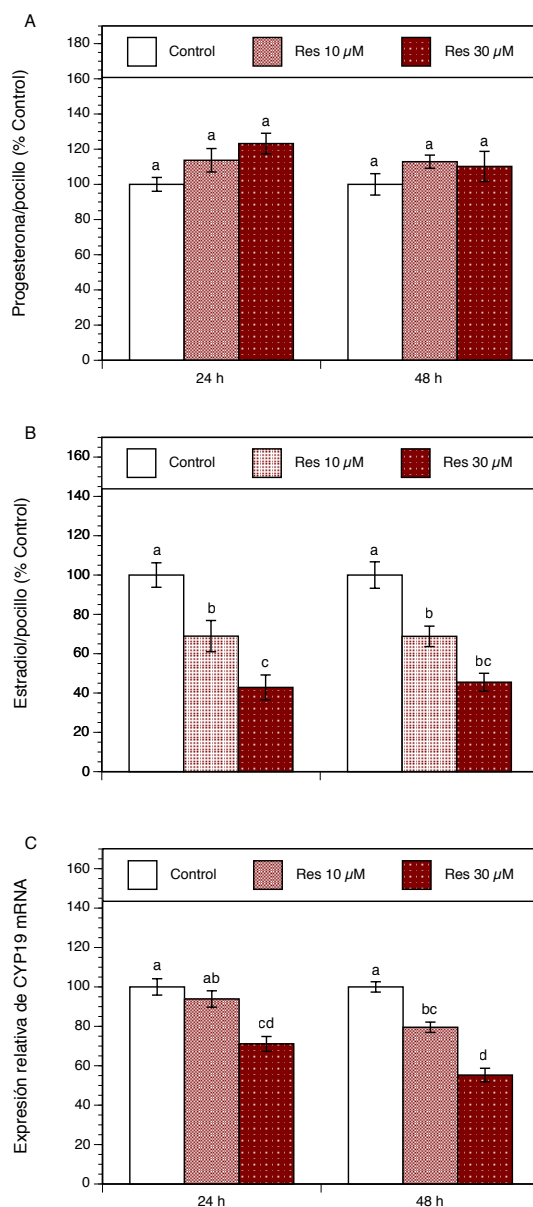 A
Control Res 10 µM Res 30 µM
Progesterona/pocillo (% Control)
180
160
140
120
100
80
60
40
20
0
a a a a a a
24 h 48 h
B
Control Res 10 µM Res 30 µM
Estradiol/pocillo (% Control)
160
140
120
100
80
60
40
20
0
a b c a b bc
C
Control Res 10 µM Res 30 µM
Expresión relativa de CYP19 mRNA
160
140
120
100
80
60
40
20
0
a ab cd a bc d
24 h 48 h